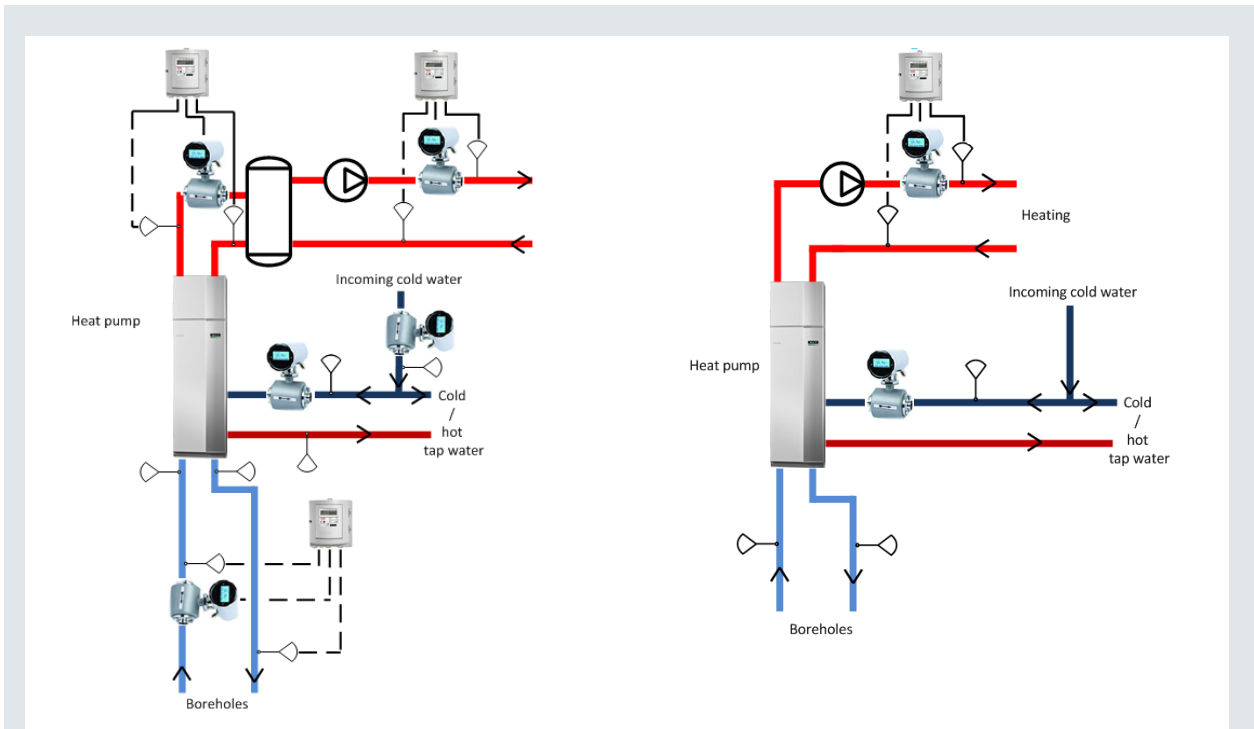 Incoming cold water
Heat pump
Cold
/
hot
tap water
Boreholes
Heating
Incoming cold water
Heat pump
Cold
/
hot
tap water
Boreholes